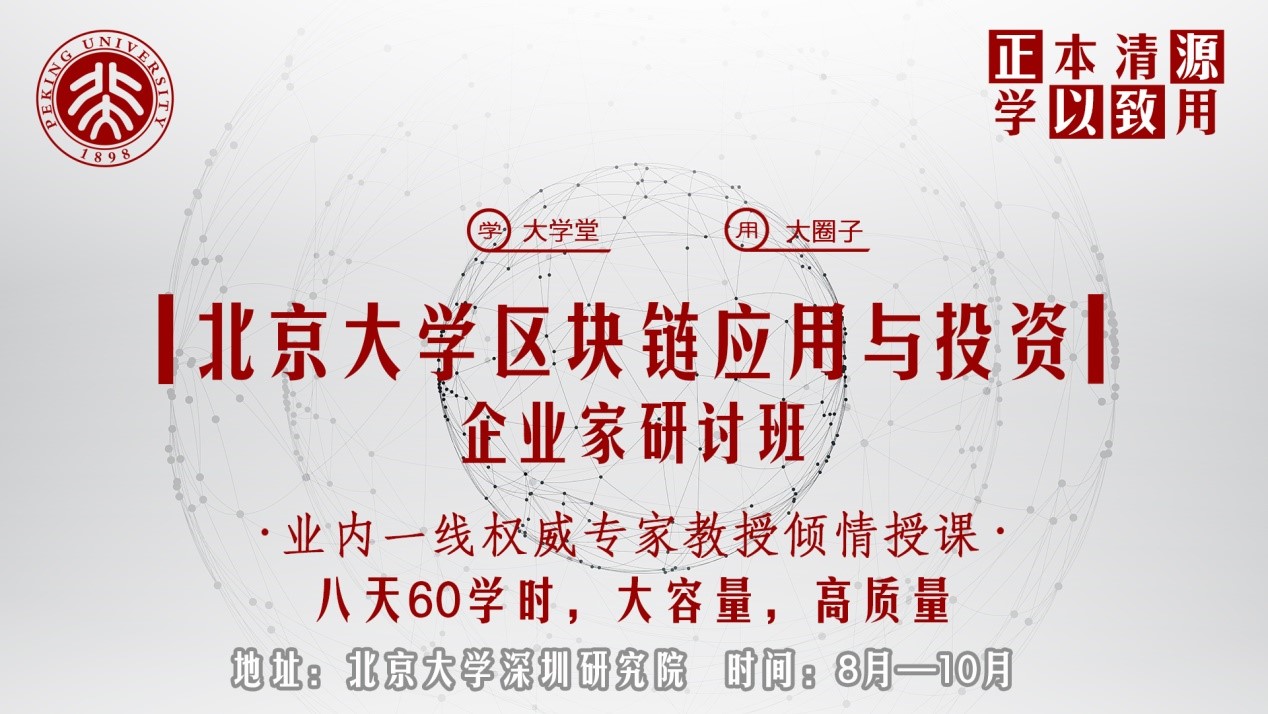 PEKING UNIVERSITY
1898
正本清源
学以致用
学 大学堂 用 大圈子
北京大学区块链应用与投资
企业家研讨班
·业内一线权威专家教授倾情授课·
八天60学时，大容量，高质量
地址：北京大学深圳研究院 时间：8月—10月